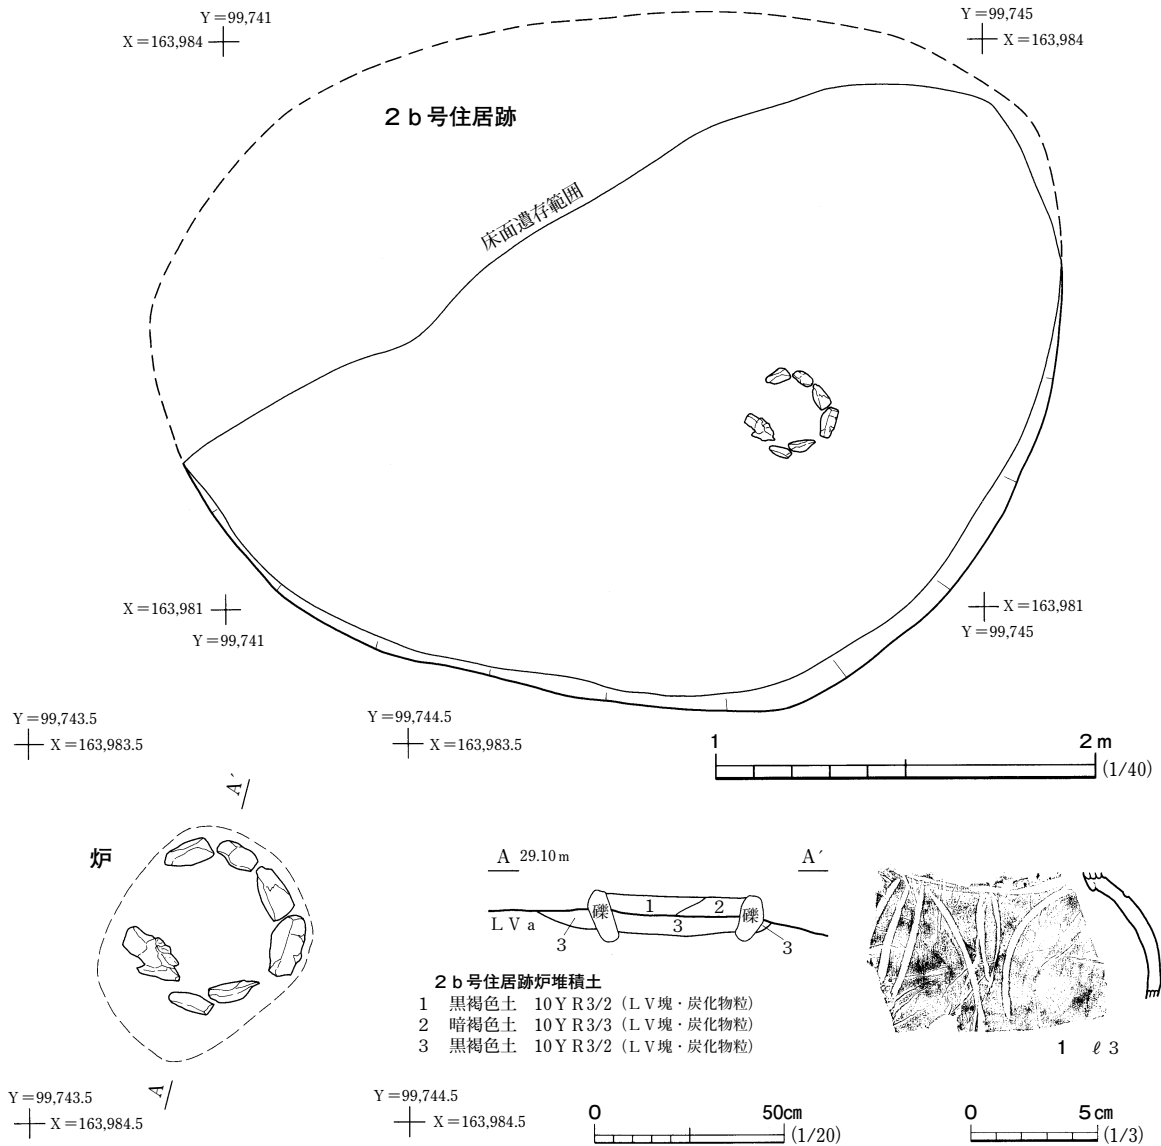 Y＝99,741
X＝163,984
Y＝99,745
X＝163,984
2ｂ号住居跡
床面遺存範囲
X＝163,981
Y＝99,741
X＝163,981
Y＝99,745
Y＝99,743.5
X＝163,983.5
Y＝99,744.5
X＝163,983.5
1 2ｍ
(1/40)
A′
炉
A
Y＝99,743.5
X＝163,984.5
Y＝99,744.5
X＝163,984.5
A 29.10ｍ A′
礫 1 2 礫
ＬⅤa
3 3 3
2ｂ号住居跡炉堆積土
1 黒褐色土 10ＹＲ3/2（ＬⅤ塊・炭化物粒）
2 暗褐色土 10ＹＲ3/3（ＬⅤ塊・炭化物粒）
3 黒褐色土 10ＹＲ3/2（ＬⅤ塊・炭化物粒）
0 50㎝
(1/20)
1 ℓ3
0 5㎝
(1/3)